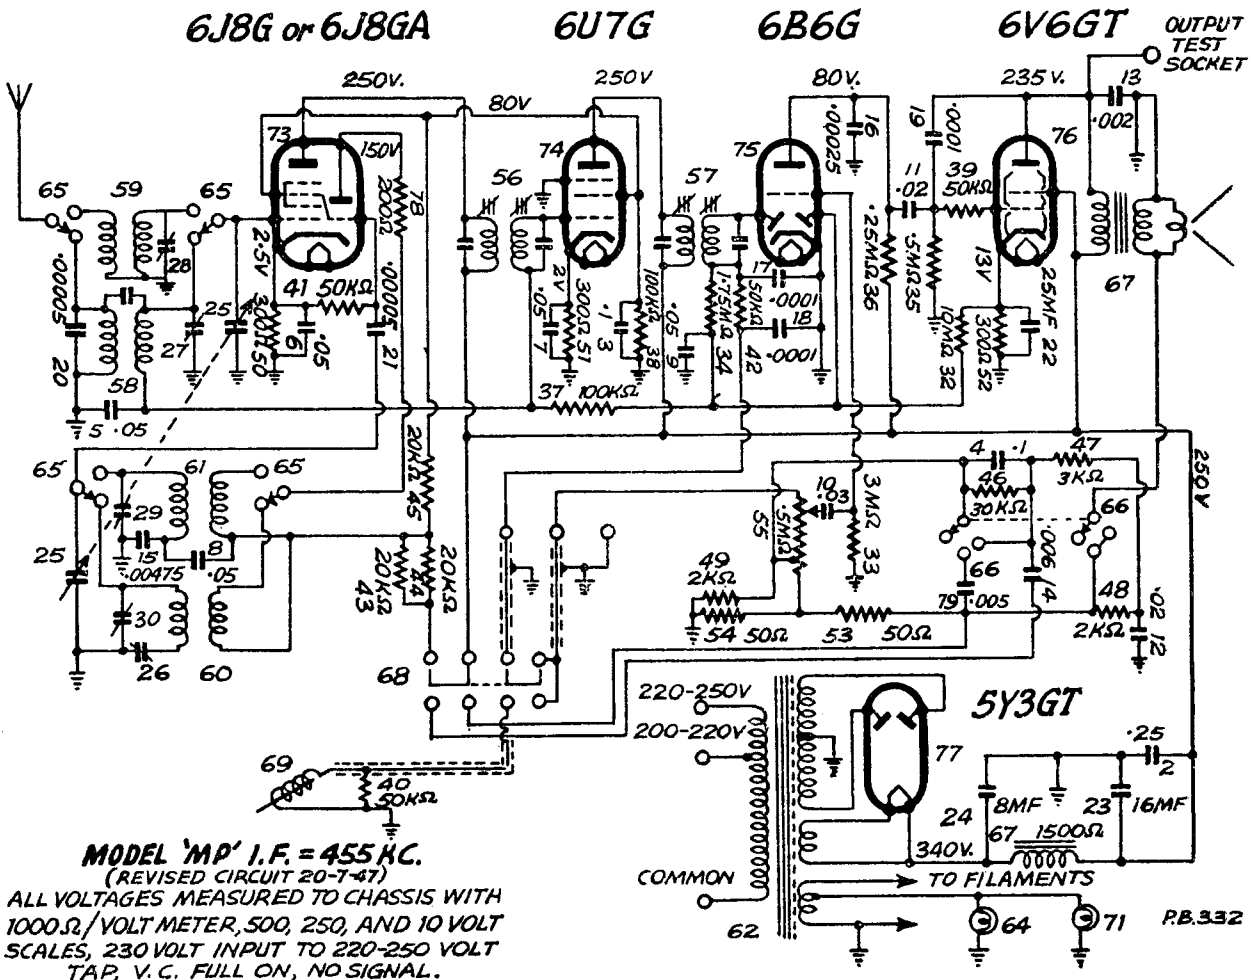 6J8G or 6J8GA
6U7G
6B6G
6V6GT
OUTPUT
TEST
SOCKET
250V.
80V
250V
80V.
235V.
13
.002
73
150V
200Ω
78
74
75
16
.00025
19
.0001
76
65
59
65
28
2.5V
56
57
11
.02
39
50KΩ
.00005
20
25
27
41
50KΩ
300Ω 50
6
.05
.00005
21
2V
.05
7
300Ω 51
.1
3
100KΩ
38
.05
9
1.75MΩ
34
50KΩ
42
17
.0001
18
.0001
.25MΩ 36
.5MΩ 35
13V
25MF 22
10MΩ 32
300Ω 52
67
58
5 .05
37 100KΩ
65
61
65
29
25
15
.00475
8
.05
30
26
60
20KΩ 45
20KΩ
43
20KΩ
44
10
.03
.5MΩ
55
3MΩ
33
4 .1
46
30KΩ
47
3KΩ
66
250V
66
.006
14
49
2KΩ
54 50Ω
53 50Ω
79 .005
48
2KΩ
.02
12
68
69
40
50KΩ
220-250V
200-220V
COMMON
62
77
5Y3GT
340V.
24
8MF
67 1500Ω
23
16MF
.25
2
TO FILAMENTS
64
71
P.B.332
MODEL 'MP' I.F. = 455 KC.
(REVISED CIRCUIT 20-7-47)
ALL VOLTAGES MEASURED TO CHASSIS WITH
1000Ω/VOLT METER, 500, 250, AND 10 VOLT
SCALES, 230 VOLT INPUT TO 220-250 VOLT
TAP, V.C. FULL ON, NO SIGNAL.